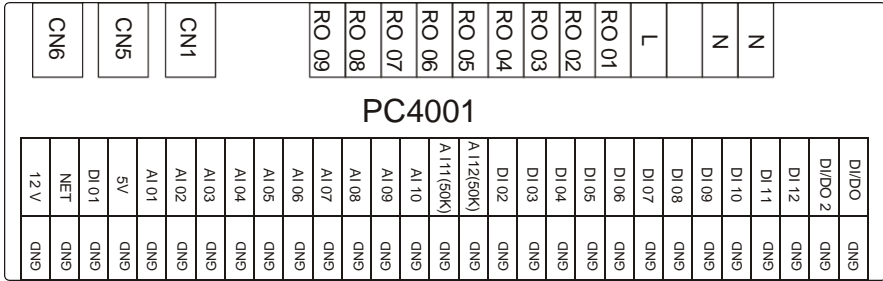 CN6 CN5 CN1 RO 09 RO 08 RO 07 RO 06 RO 05 RO 04 RO 03 RO 02 RO 01 L N N
PC4001
12 V NET DI 01 5V AI 01 AI 02 AI 03 AI 04 AI 05 AI 06 AI 07 AI 08 AI 09 AI 10 A I11(50K) A I12(50K) DI 02 DI 03 DI 04 DI 05 DI 06 DI 07 DI 08 DI 09 DI 10 DI 11 DI 12 DI/DO 2 DI/DO
GND GND GND GND GND GND GND GND GND GND GND GND GND GND GND GND GND GND GND GND GND GND GND GND GND GND GND GND GND